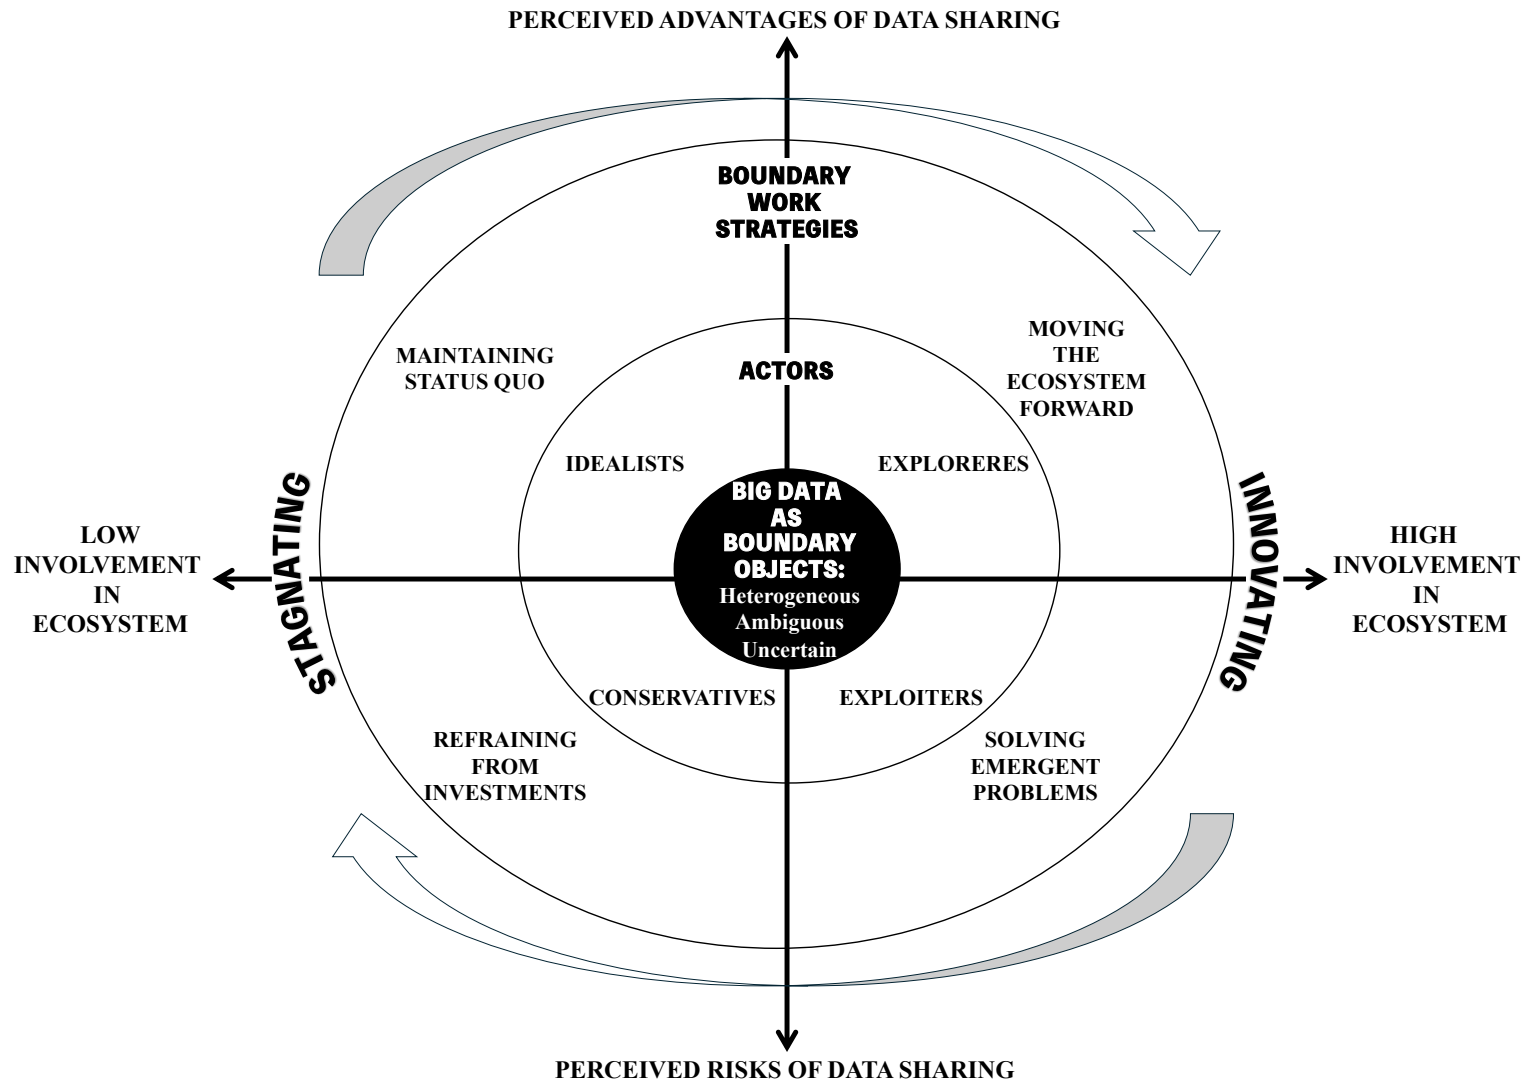 PERCEIVED ADVANTAGES OF DATA SHARING
BOUNDARY
WORK
STRATEGIES
MAINTAINING
STATUS QUO
MOVING
THE
ECOSYSTEM
FORWARD
ACTORS
IDEALISTS
EXPLORERES
STAGNATING
INNOVATING
LOW
INVOLVEMENT
IN
ECOSYSTEM
BIG DATA
AS
BOUNDARY
OBJECTS:
Heterogeneous
Ambiguous
Uncertain
HIGH
INVOLVEMENT
IN
ECOSYSTEM
CONSERVATIVES
EXPLOITERS
REFRAINING
FROM
INVESTMENTS
SOLVING
EMERGENT
PROBLEMS
PERCEIVED RISKS OF DATA SHARING